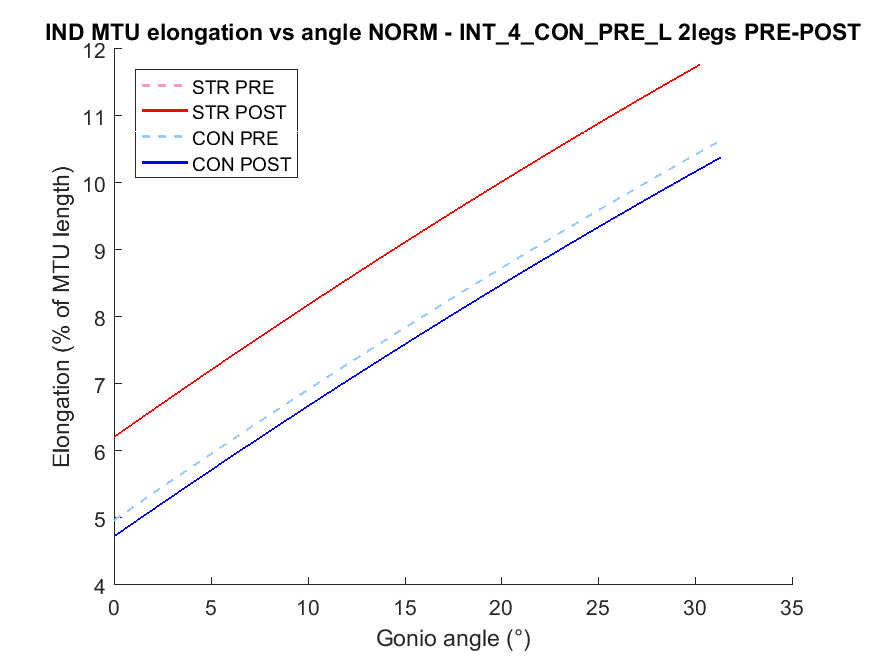 IND MTU elongation vs angle NORM - INT_4_CON_PRE_L 2legs PRE-POST
12
11
10
9
8
7
6
5
4
Elongation (% of MTU length)
STR PRE
STR POST
CON PRE
CON POST
0 5 10 15 20 25 30 35
Gonio angle (°)